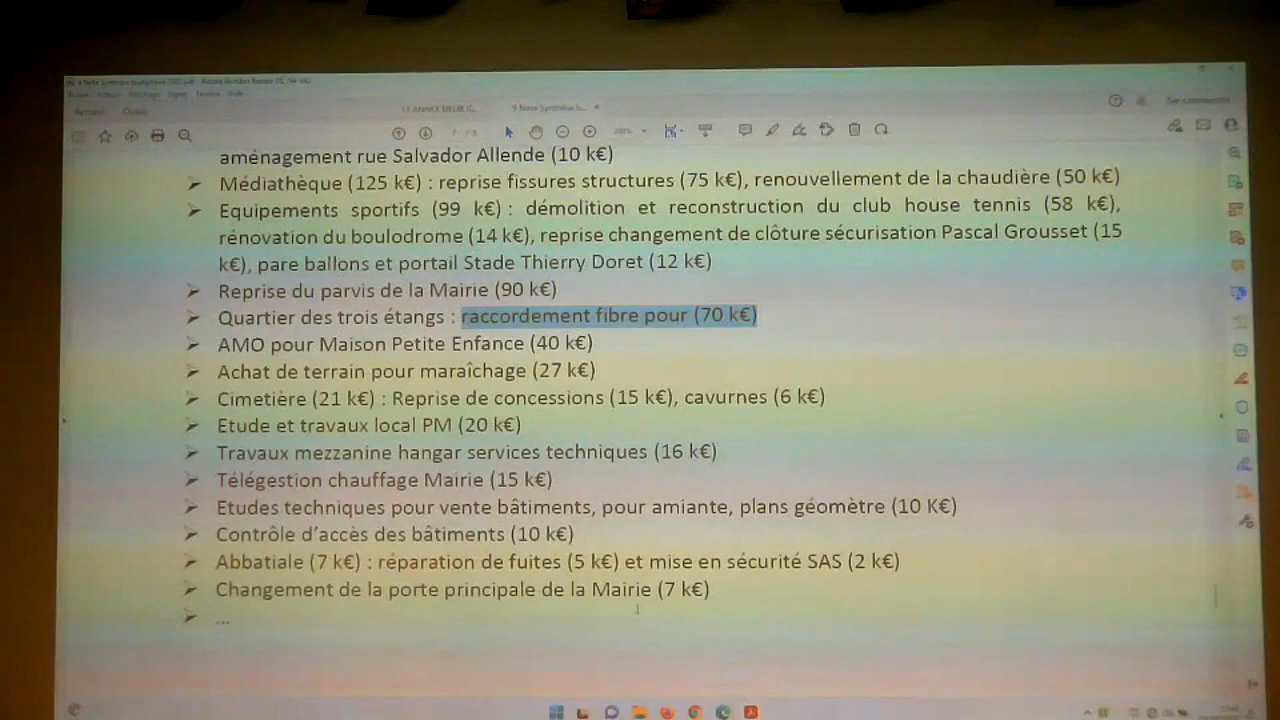 Se connecter
aménagement rue Salvador Allende (10 k€)
➢ Médiathèque (125 k€) : reprise fissures structures (75 k€), renouvellement de la chaudière (50 k€)
➢ Equipements sportifs (99 k€) : démolition et reconstruction du club house tennis (58 k€),
rénovation du boulodrome (14 k€), reprise changement de clôture sécurisation Pascal Grousset (15
k€), pare ballons et portail Stade Thierry Doret (12 k€)
➢ Reprise du parvis de la Mairie (90 k€)
➢ Quartier des trois étangs : raccordement fibre pour (70 k€)
➢ AMO pour Maison Petite Enfance (40 k€)
➢ Achat de terrain pour maraîchage (27 k€)
➢ Cimetière (21 k€) : Reprise de concessions (15 k€), cavurnes (6 k€)
➢ Etude et travaux local PM (20 k€)
➢ Travaux mezzanine hangar services techniques (16 k€)
➢ Télégestion chauffage Mairie (15 k€)
➢ Etudes techniques pour vente bâtiments, pour amiante, plans géomètre (10 K€)
➢ Contrôle d’accès des bâtiments (10 k€)
➢ Abbatiale (7 k€) : réparation de fuites (5 k€) et mise en sécurité SAS (2 k€)
➢ Changement de la porte principale de la Mairie (7 k€)
➢ ...